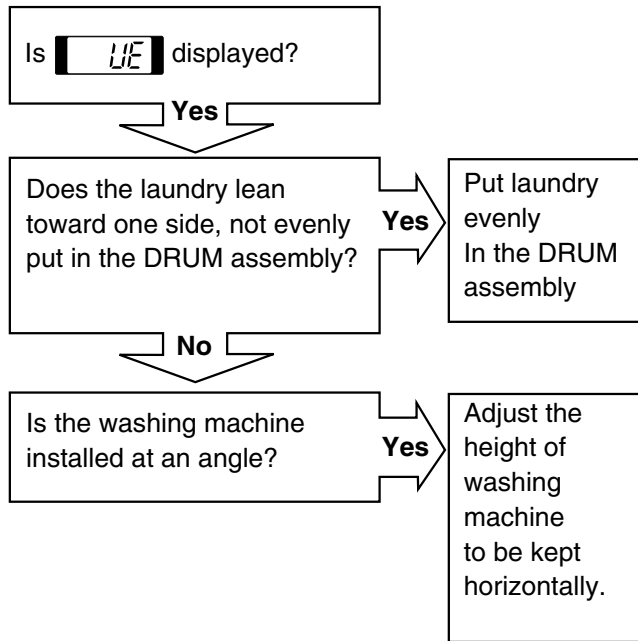 Is UE displayed?
Yes
Does the laundry lean
toward one side, not evenly
put in the DRUM assembly?
Yes
Put laundry
evenly
In the DRUM
assembly
No
Is the washing machine
installed at an angle?
Yes
Adjust the
height of
washing
machine
to be kept
horizontally.